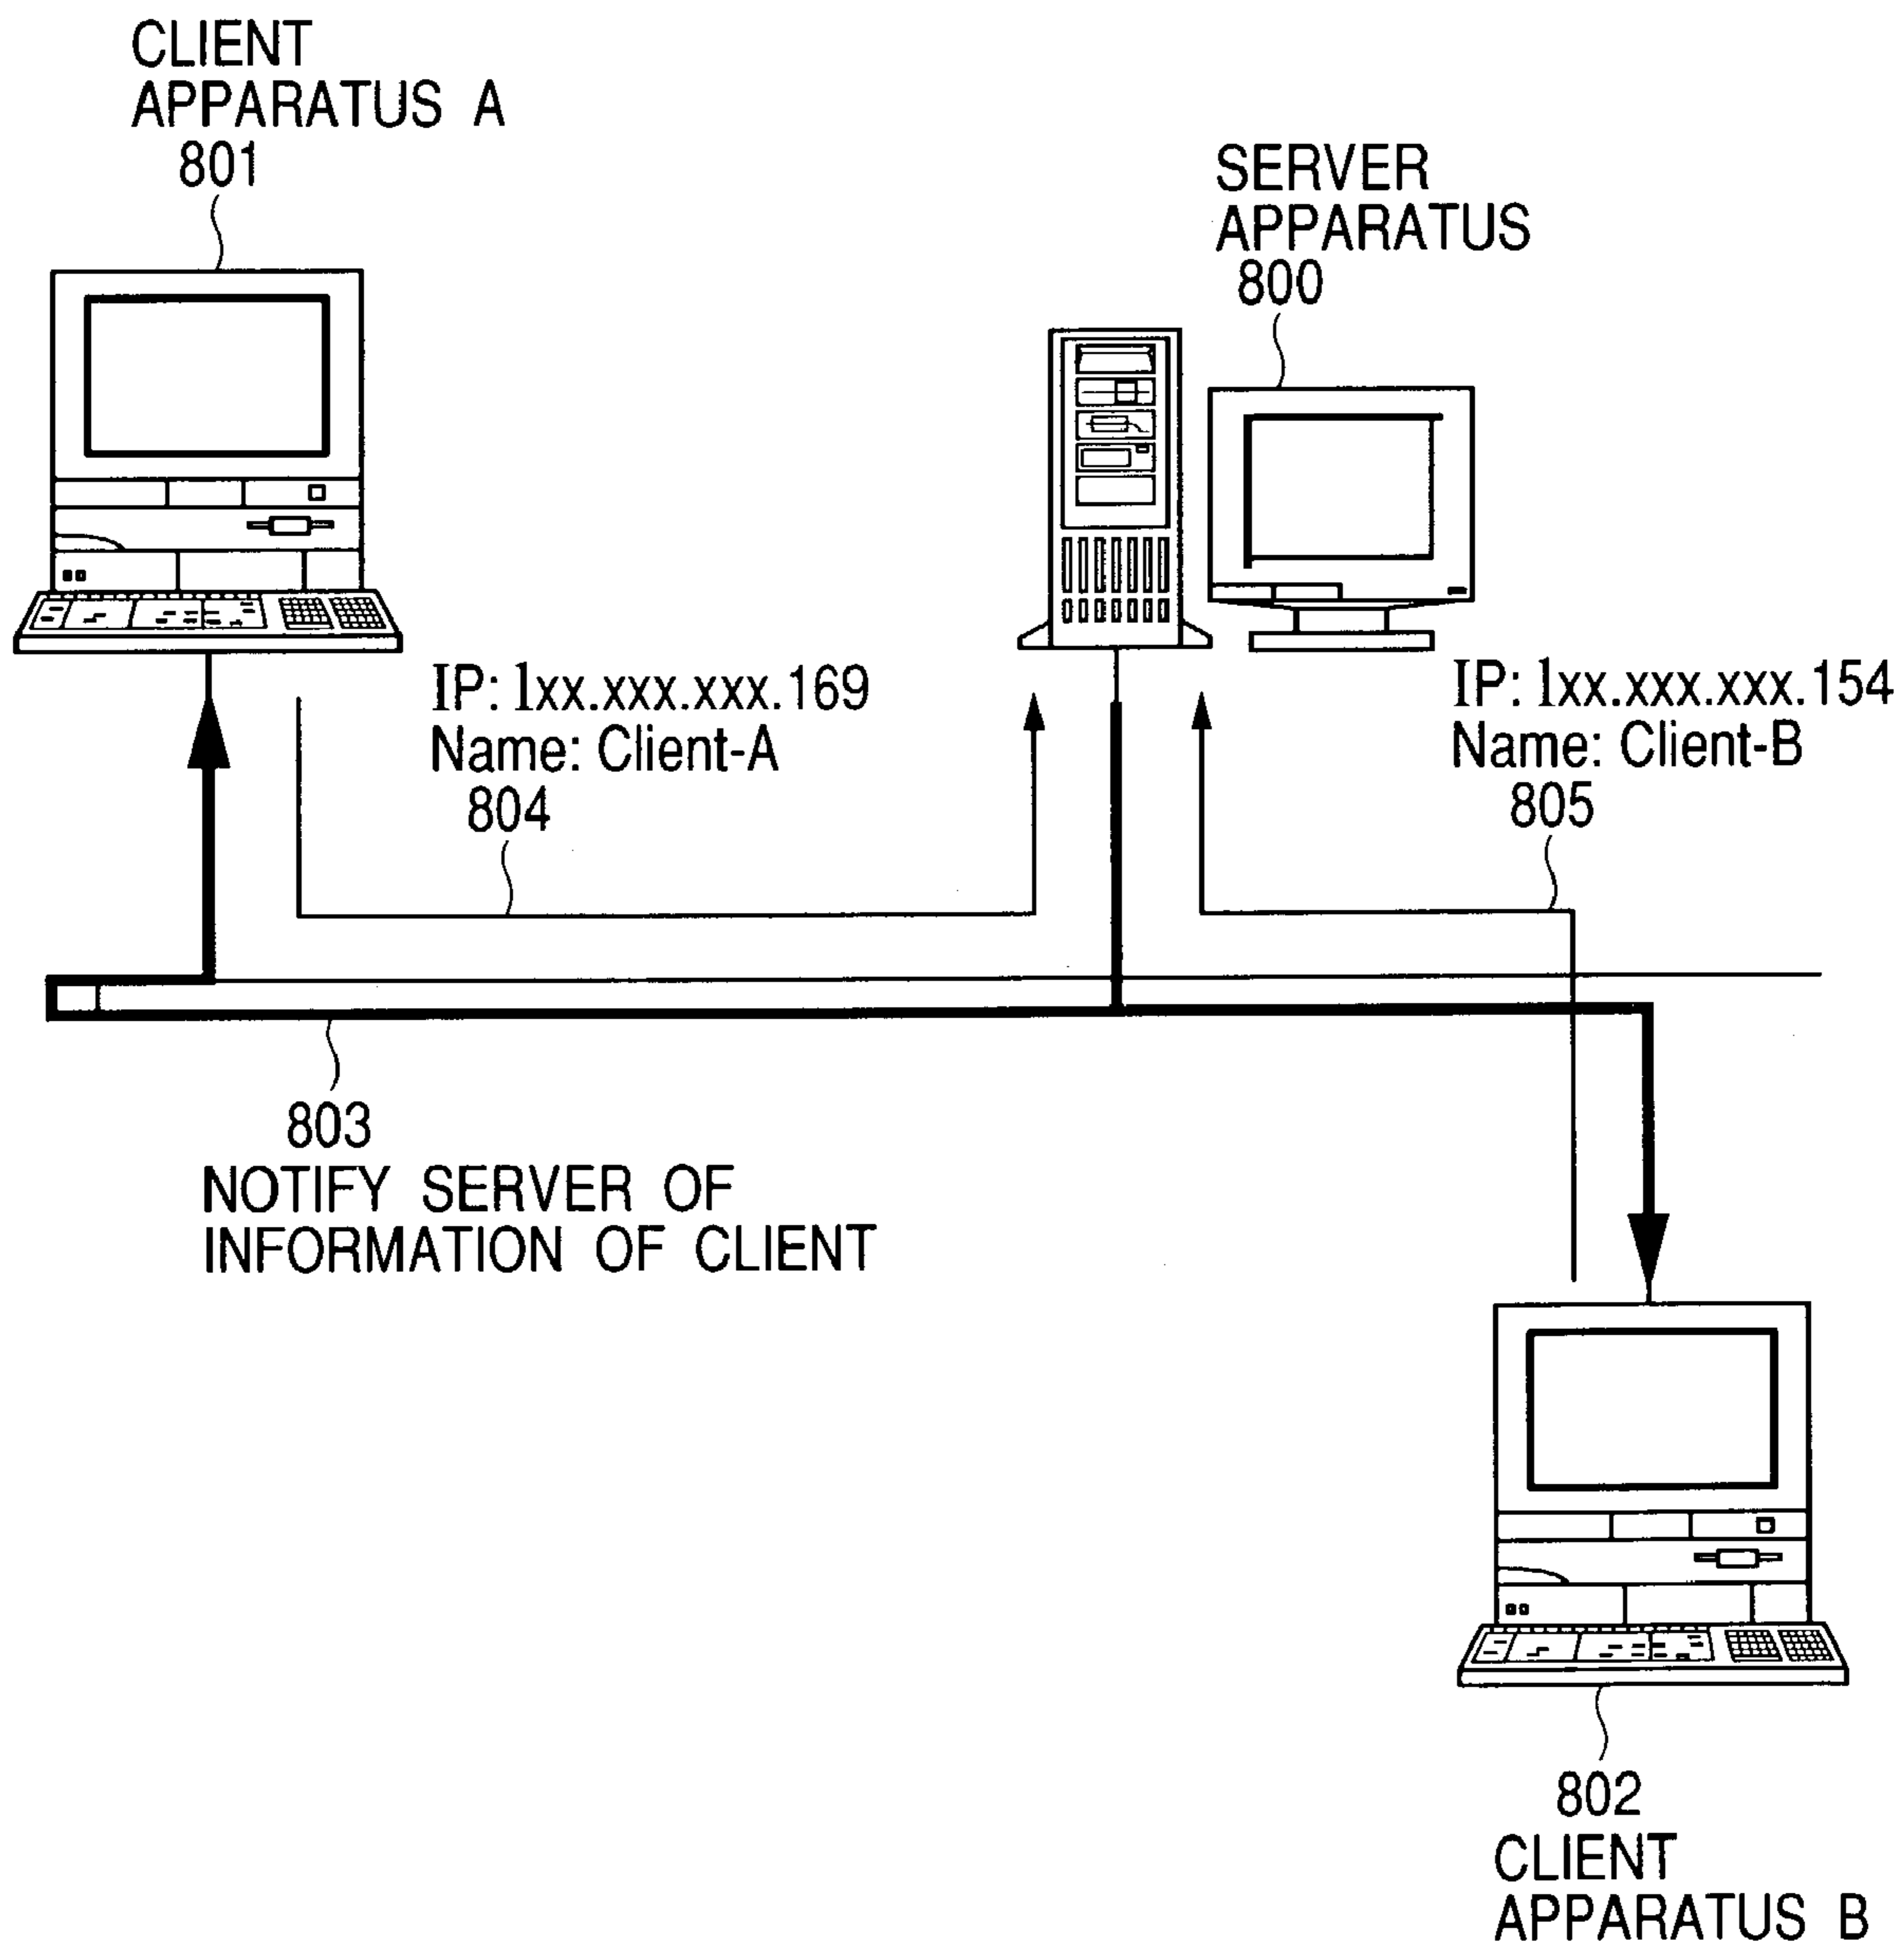 CLIENT
APPARATUS A
801
SERVER
APPARATUS
800
IP: 1xx.xxx.xxx.169
Name: Client-A
804
IP: 1xx.xxx.xxx.154
Name: Client-B
805
803
NOTIFY SERVER OF
INFORMATION OF CLIENT
802
CLIENT
APPARATUS B